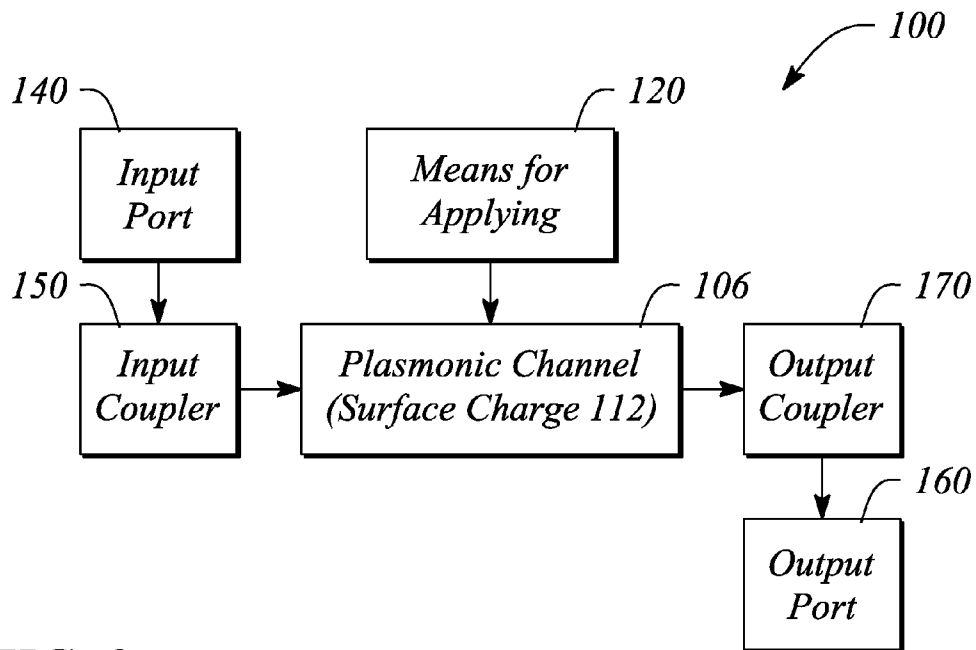 100
140
120
Input
Port
Means for
Applying
150
106
170
Input
Coupler
Plasmonic Channel
(Surface Charge 112)
Output
Coupler
160
Output
Port